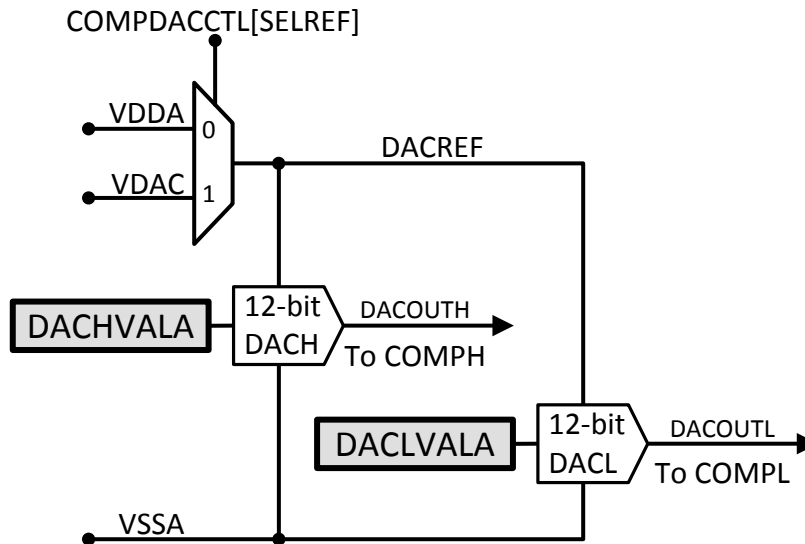 COMPDACCTL[SELREF]
VDDA
0
DACREF
VDAC
1
12-bit
DACH
DACHVALA
DACOUTH
To COMPH
12-bit
DACL
DACLVALA
DACOUTL
To COMPL
VSSA